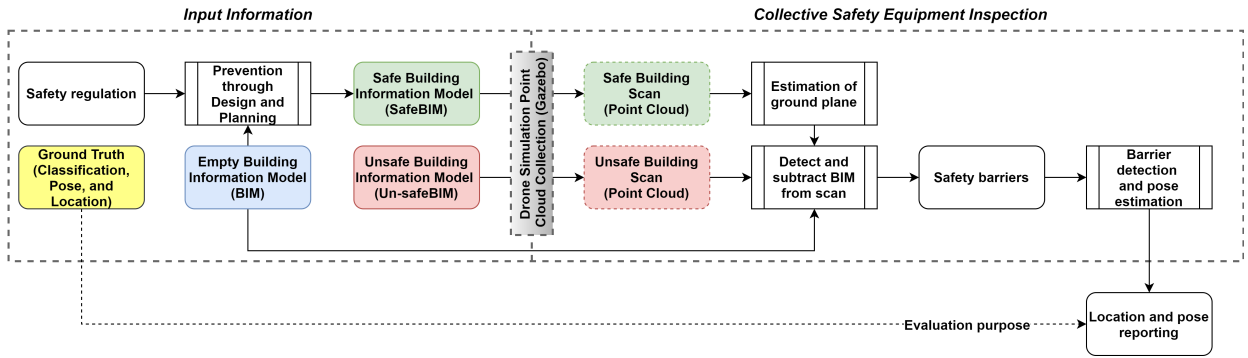 Input Information
Collective Safety Equipment Inspection
Safety regulation
Prevention
through
Design and
Planning
Safe Building
Information Model
(SafeBIM)
Drone Simulation Point
Cloud Collection (Gazebo)
Safe Building
Scan
(Point Cloud)
Estimation of
ground plane
Ground Truth
(Classification,
Pose, and
Location)
Empty Building
Information Model
(BIM)
Unsafe Building
Information Model
(Un-safeBIM)
Unsafe Building
Scan
(Point Cloud)
Detect and
subtract BIM
from scan
Safety barriers
Barrier
detection
and pose
estimation
Evaluation purpose
Location and pose
reporting